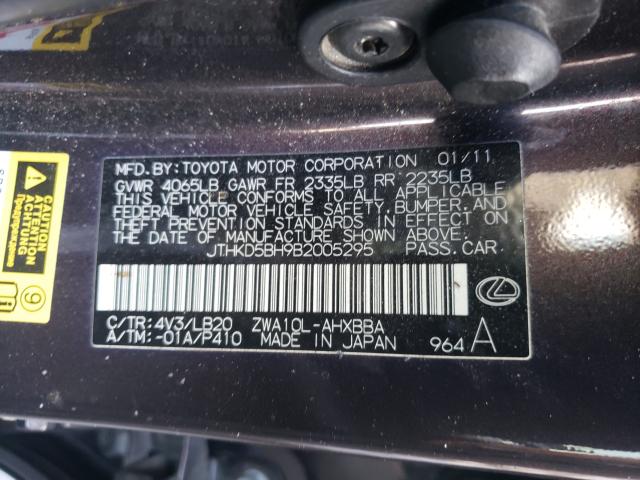 MFD.BY:TOYOTA MOTOR CORPORATION 01/11
GVWR 4065LB GAWR FR 2335LB RR 2235LB
THIS VEHICLE CONFORMS TO ALL APPLICABLE
FEDERAL MOTOR VEHICLE SAFETY, BUMPER, AND
THEFT PREVENTION STANDARDS IN EFFECT ON
THE DATE OF MANUFACTURE SHOWN ABOVE.
JTHKD5BH9B2005295 PASS.CAR
C/TR:4V3/LB20 ZWA10L-AHXBBA
A/TM:-01A/P410 MADE IN JAPAN 964 A
CAUTION
ATTENTION
ACHTUNG